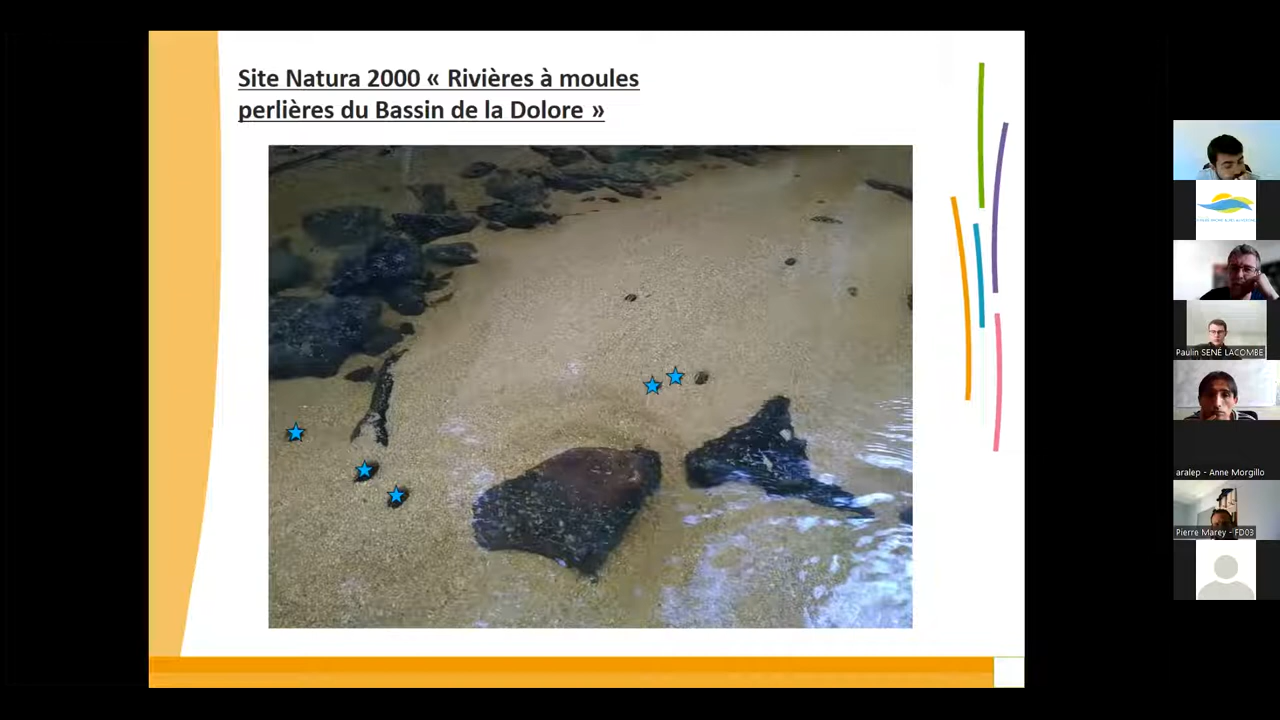 Site Natura 2000 « Rivières à moules
perlières du Bassin de la Dolore »
Paulin SENÉ LACOMBE
aralep - Anne Morgillo
Pierre Marey - FD03